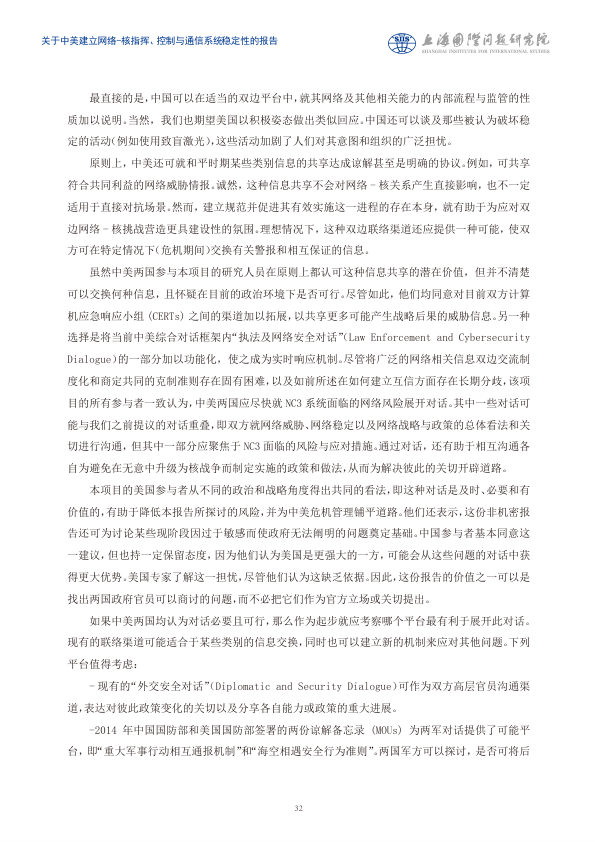 关于中美建立网络-核指挥、控制与通信系统稳定性的报告
SIIS
上海国际问题研究院
SHANGHAI INSTITUTES FOR INTERNATIONAL STUDIES
最直接的是,中国可以在适当的双边平台中,就其网络及其他相关能力的内部流程与监管的性
质加以说明。当然，我们也期望美国以积极姿态做出类似回应。中国还可以谈及那些被认为破坏稳
定的活动(例如使用致盲激光),这些活动加剧了人们对其意图和组织的广泛担忧。
原则上,中美还可就和平时期某些类别信息的共享达成谅解甚至是明确的协议。例如,可共享
符合共同利益的网络威胁情报。诚然，这种信息共享不会对网络–核关系产生直接影响，也不一定
适用于直接对抗场景。然而，建立规范并促进其有效实施这一进程的存在本身，就有助于为应对双
边网络–核挑战营造更具建设性的氛围。理想情况下，这种双边联络渠道还应提供一种可能，使双
方可在特定情况下(危机期间)交换有关警报和相互保证的信息。
虽然中美两国参与本项目的研究人员在原则上都认可这种信息共享的潜在价值，但并不清楚
可以交换何种信息，且怀疑在目前的政治环境下是否可行。尽管如此，他们均同意对目前双方计算
机应急响应小组 (CERTs) 之间的渠道加以拓展，以共享更多可能产生战略后果的威胁信息。另一种
选择是将当前中美综合对话框架内“执法及网络安全对话”(Law Enforcement and Cybersecurity
Dialogue)的一部分加以功能化，使之成为实时响应机制。尽管将广泛的网络相关信息双边交流制
度化和商定共同的克制准则存在固有困难,以及如前所述在如何建立互信方面存在长期分歧,该项
目的所有参与者一致认为,中美两国应尽快就NC3系统面临的网络风险展开对话。其中一些对话可
能与我们之前提议的对话重叠,即双方就网络威胁、网络稳定以及网络战略与政策的总体看法和关
切进行沟通，但其中一部分应聚焦于NC3面临的风险与应对措施。通过对话，还有助于相互沟通各
自为避免在无意中升级为核战争而制定实施的政策和做法,从而为解决彼此的关切开辟道路。
本项目的美国参与者从不同的政治和战略角度得出共同的看法,即这种对话是及时、必要和有
价值的,有助于降低本报告所探讨的风险,并为中美危机管理铺平道路。他们还表示,这份非机密报
告还可为讨论某些现阶段因过于敏感而使政府无法阐明的问题奠定基础。中国参与者基本同意这
一建议，但也持一定保留态度，因为他们认为美国是更强大的一方，可能会从这些问题的对话中获
得更大优势。美国专家了解这一担忧,尽管他们认为这缺乏依据。因此,这份报告的价值之一可以是
找出两国政府官员可以商讨的问题,而不必把它们作为官方立场或关切提出。
如果中美两国均认为对话必要且可行,那么作为起步就应考察哪个平台最有利于展开此对话。
现有的联络渠道可能适合于某些类别的信息交换,同时也可以建立新的机制来应对其他问题。下列
平台值得考虑：
-现有的“外交安全对话”(Diplomatic and Security Dialogue)可作为双方高层官员沟通渠
道,表达对彼此政策变化的关切以及分享各自能力或政策的重大进展。
-2014 年中国国防部和美国国防部签署的两份谅解备忘录 (MOUs) 为两军对话提供了可能平
台，即“重大军事行动相互通报机制”和“海空相遇安全行为准则”。两国军方可以探讨，是否可将后
32